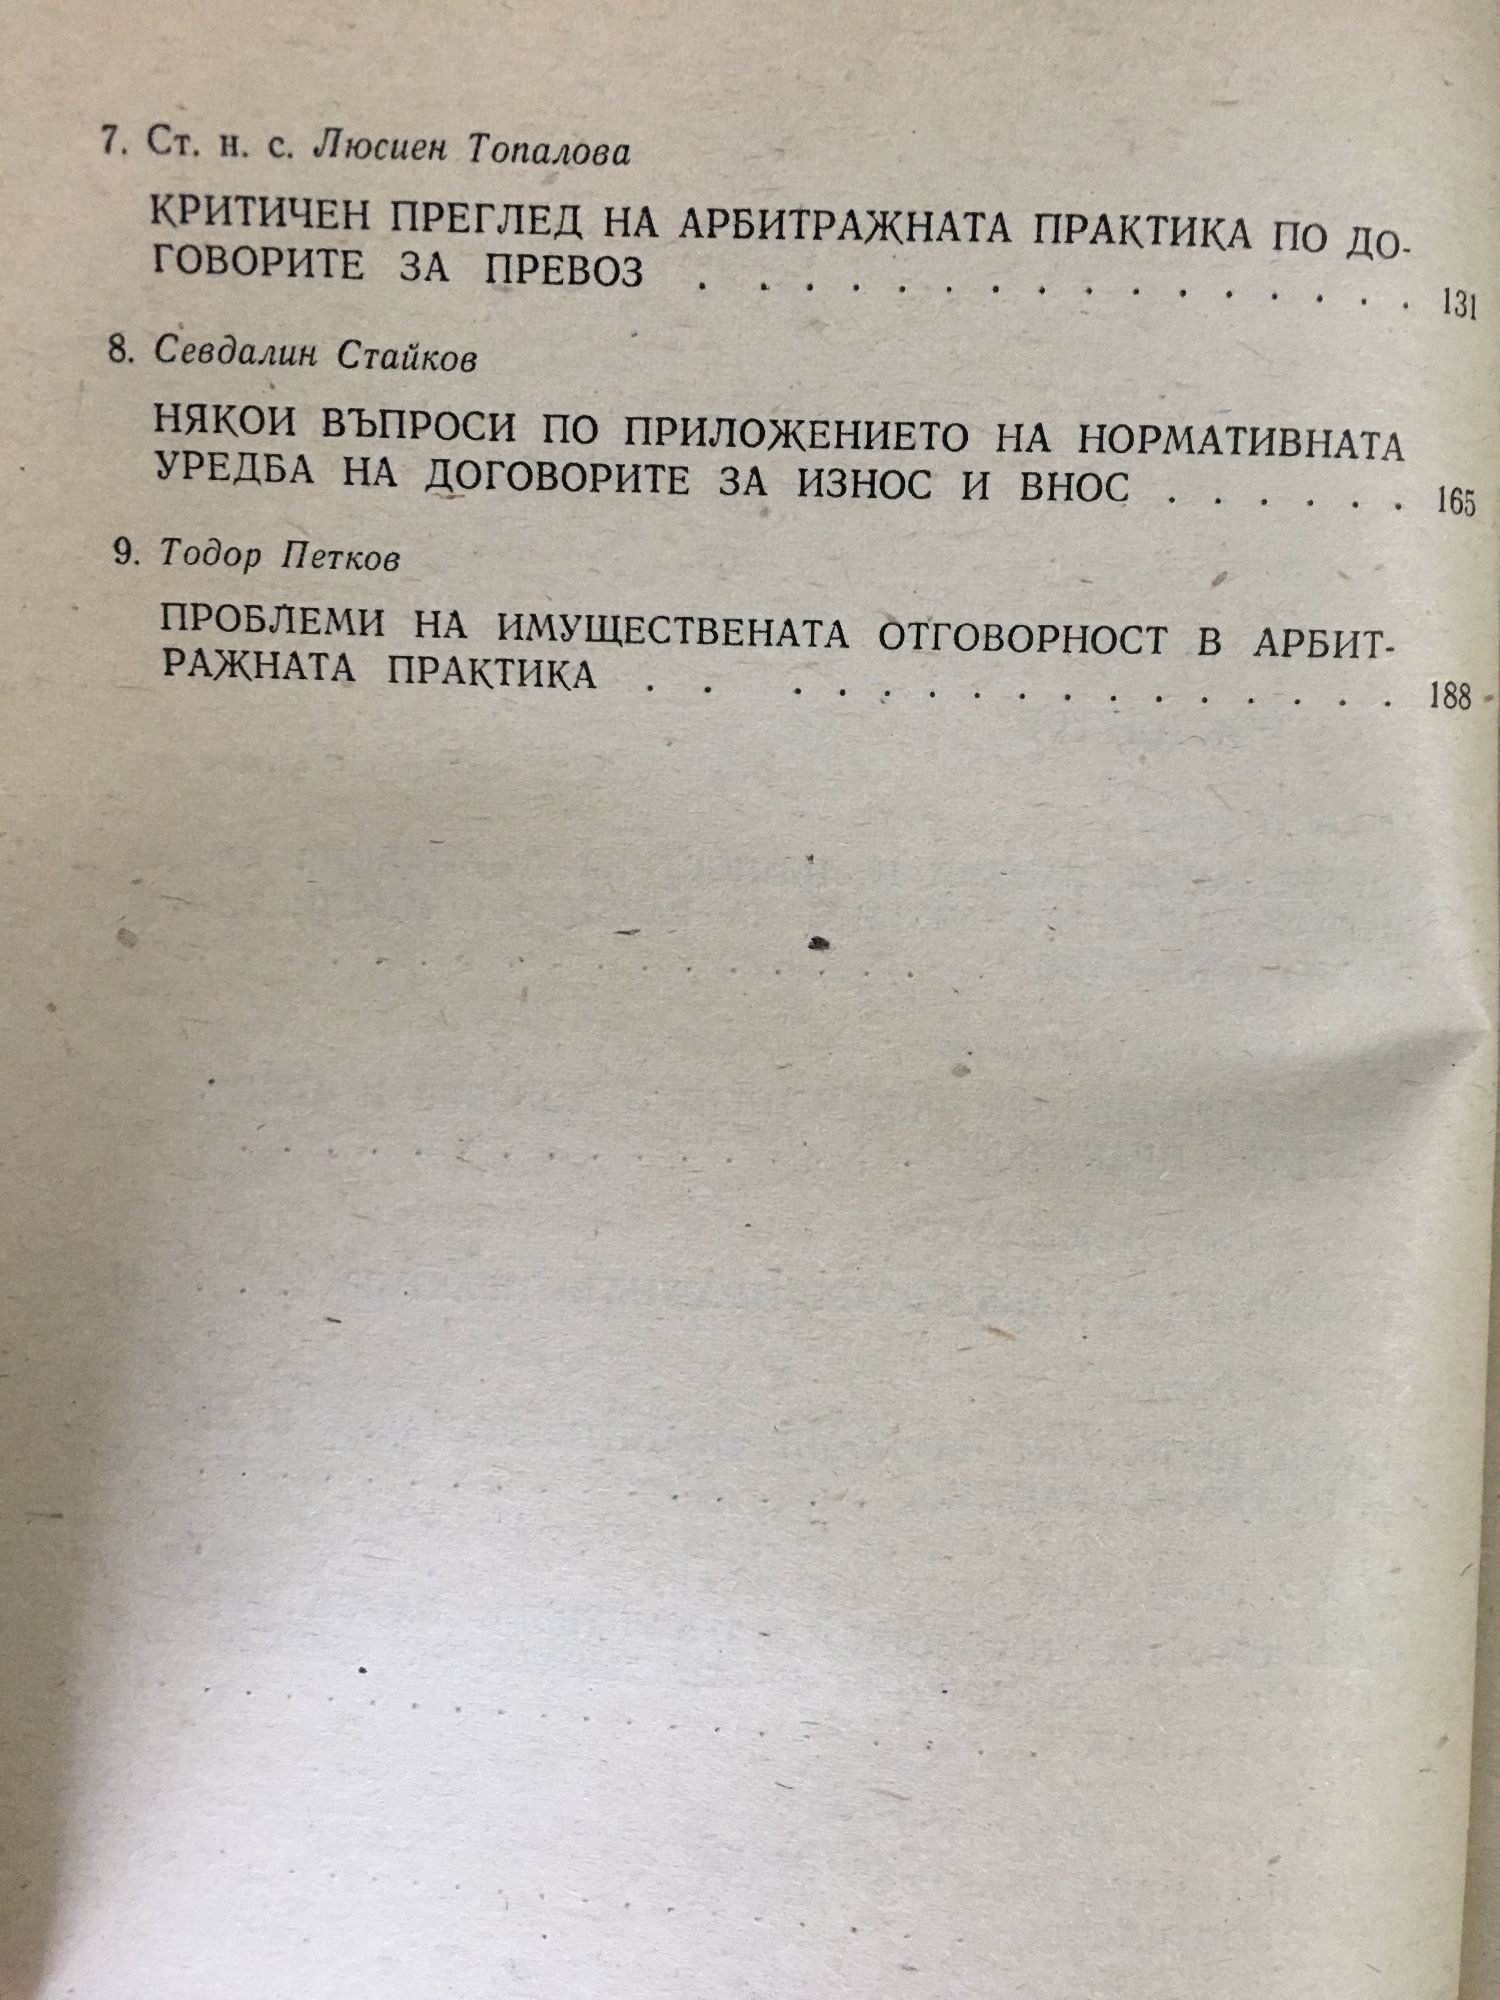 7. Ст. н. с. Люсиен Топалова
КРИТИЧЕН ПРЕГЛЕД НА АРБИТРАЖНАТА ПРАКТИКА ПО ДО-
ГОВОРИТЕ ЗА ПРЕВОЗ . . . . . . . . . . . . . . . . 131
8. Севдалин Стайков
НЯКОИ ВЪПРОСИ ПО ПРИЛОЖЕНИЕТО НА НОРМАТИВНАТА
УРЕДБА НА ДОГОВОРИТЕ ЗА ИЗНОС И ВНОС . . . . . . 165
9. Тодор Петков
ПРОБЛЕМИ НА ИМУЩЕСТВЕНАТА ОТГОВОРНОСТ В АРБИТ-
РАЖНАТА ПРАКТИКА . . . . . . . . . . . . . . . . 188